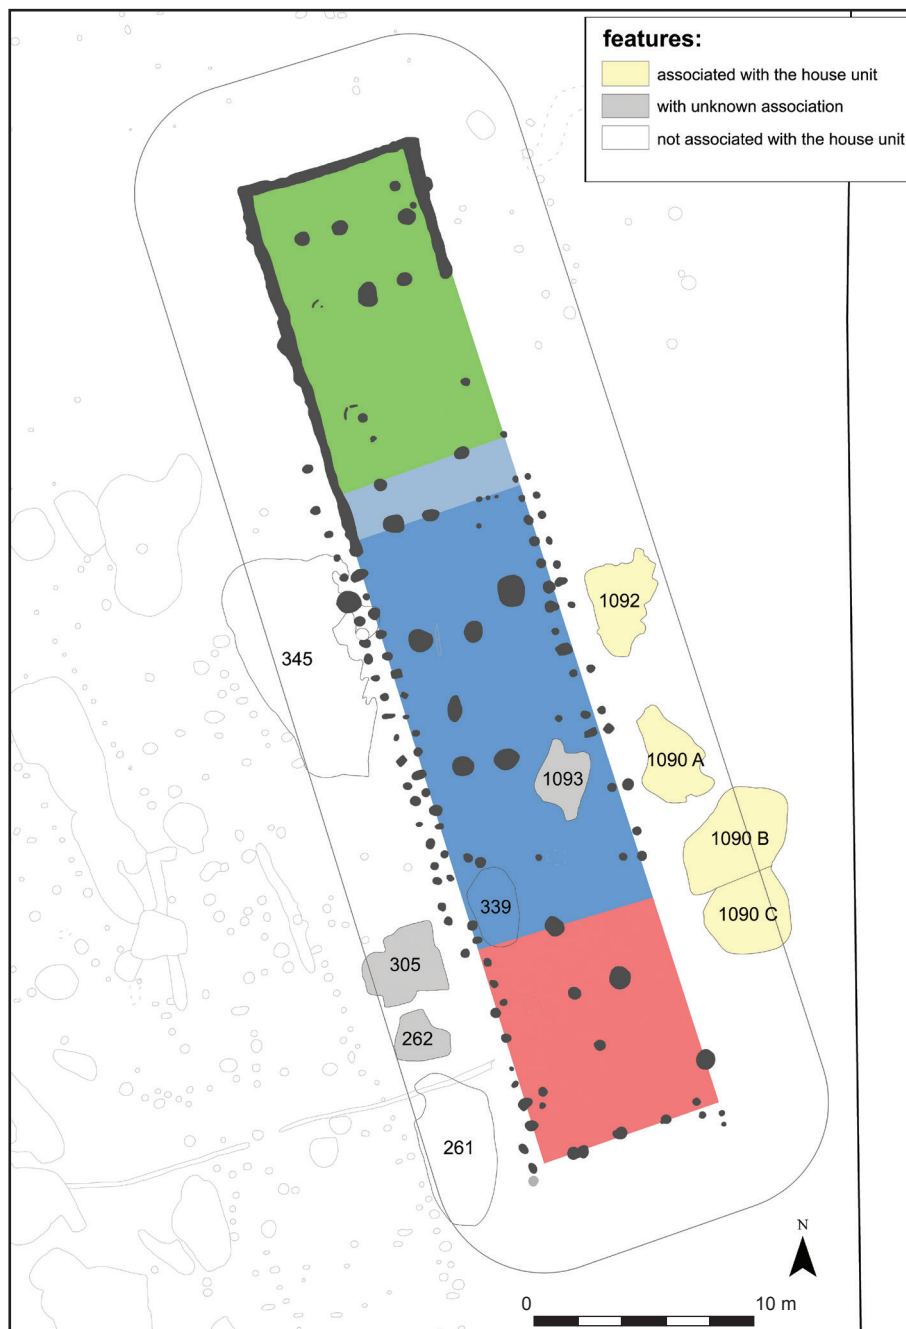 features:
associated with the house unit
with unknown association
not associated with the house unit
1092
345
1090 A
1093
1090 B
339
1090 C
305
262
261
N
0 10 m